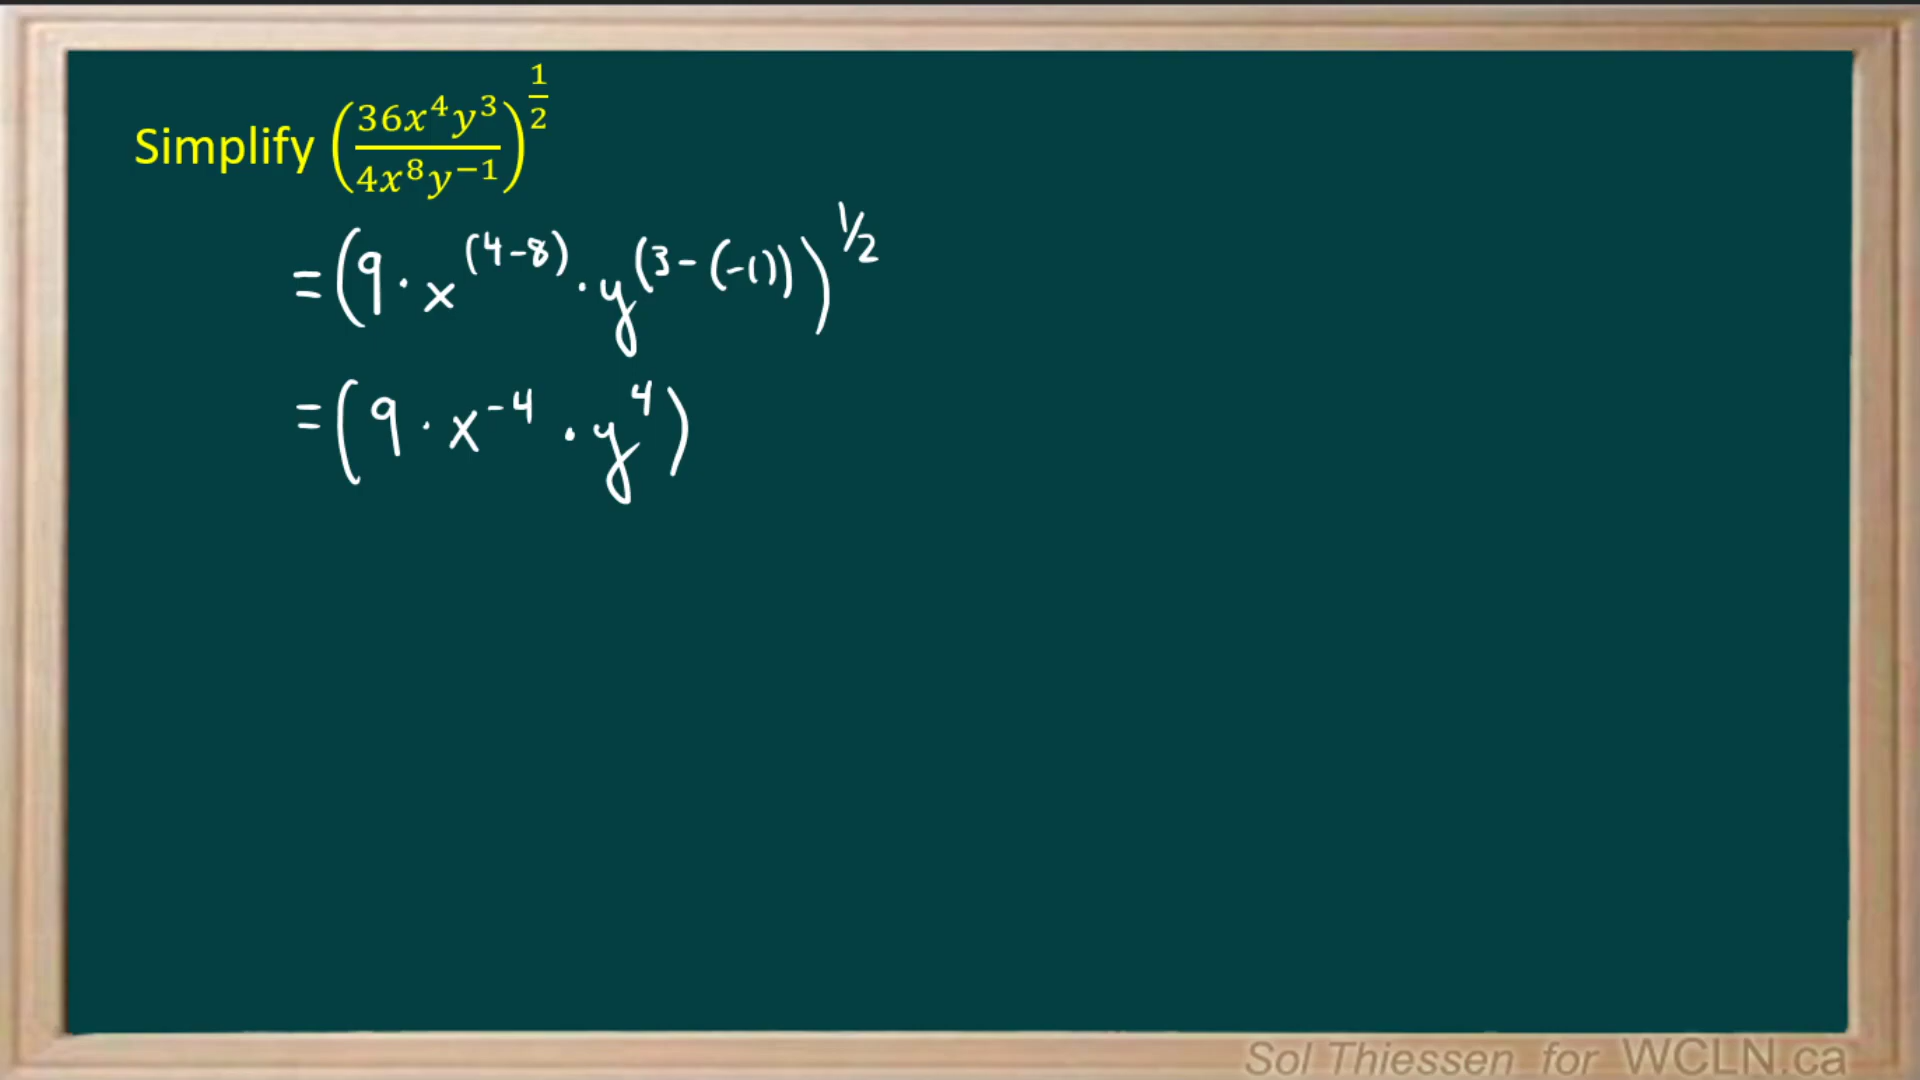 Simplify (36x⁴y³/4x⁸y⁻¹)^1/2
= (9 · x^(4-8) · y^(3-(-1)))^1/2
= (9 · x⁻⁴ · y⁴)
Sol Thiessen for WCLN.ca